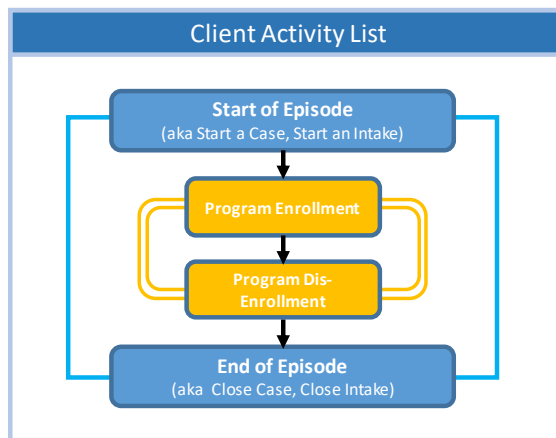 Client Activity List
Start of Episode
(aka Start a Case, Start an Intake)
Program Enrollment
Program Dis-
Enrollment
End of Episode
(aka  Close Case, Close Intake)